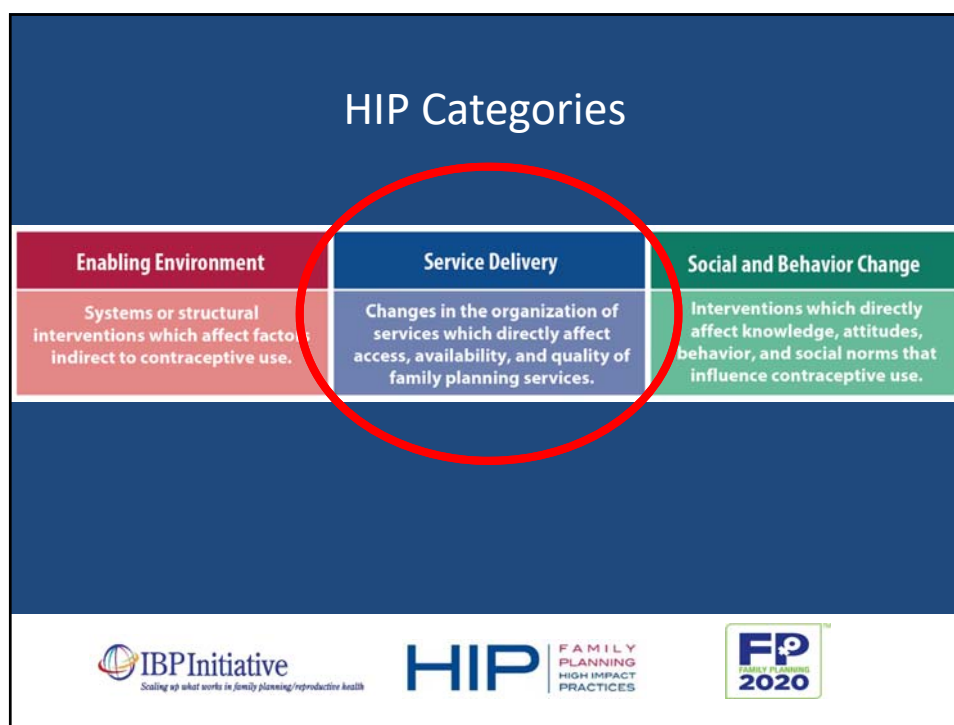 HIP Categories
Enabling Environment
Systems or structural
interventions which affect factors
indirect to contraceptive use.
Service Delivery
Changes in the organization of
services which directly affect
access, availability, and quality of
family planning services.
Social and Behavior Change
Interventions which directly
affect knowledge, attitudes,
behavior, and social norms that
influence contraceptive use.
IBP Initiative
Scaling up what works in family planning/reproductive health
HIP
FAMILY
PLANNING
HIGH IMPACT
PRACTICES
FP
TM
FAMILY PLANNING
2020